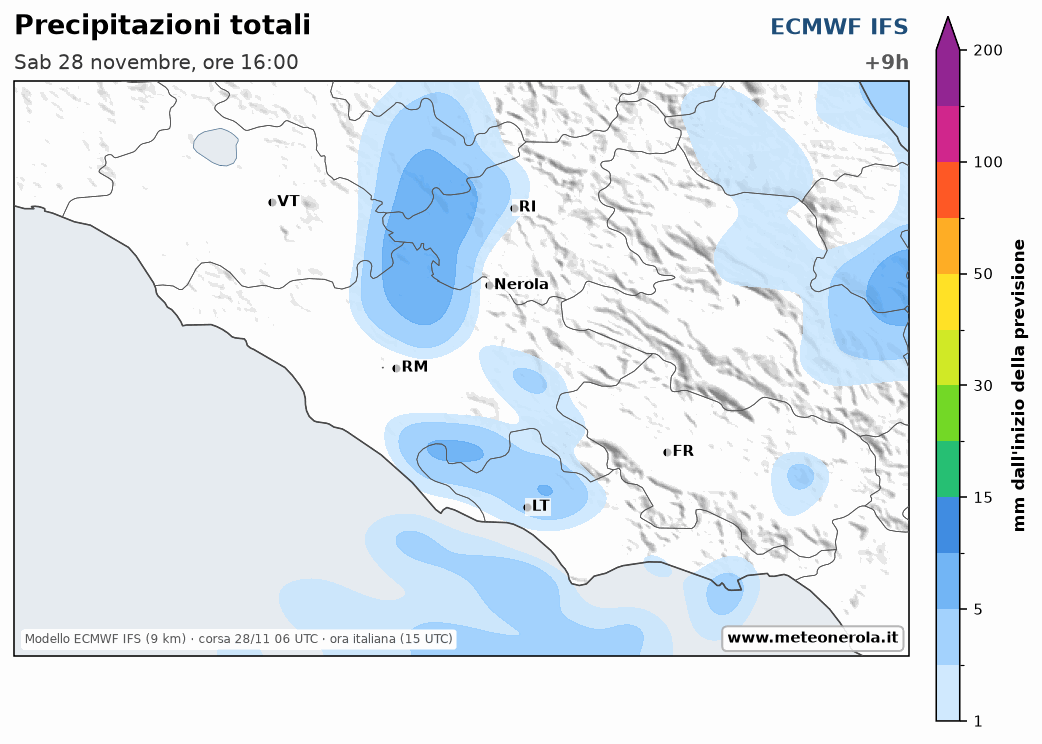 Precipitazioni totali
ECMWF IFS
Sab 28 novembre, ore 16:00
+9h
VT
RI
Nerola
RM
FR
LT
Modello ECMWF IFS (9 km) · corsa 28/11 06 UTC · ora italiana (15 UTC)
www.meteonerola.it
200
100
50
30
15
5
1
mm dall'inizio della previsione